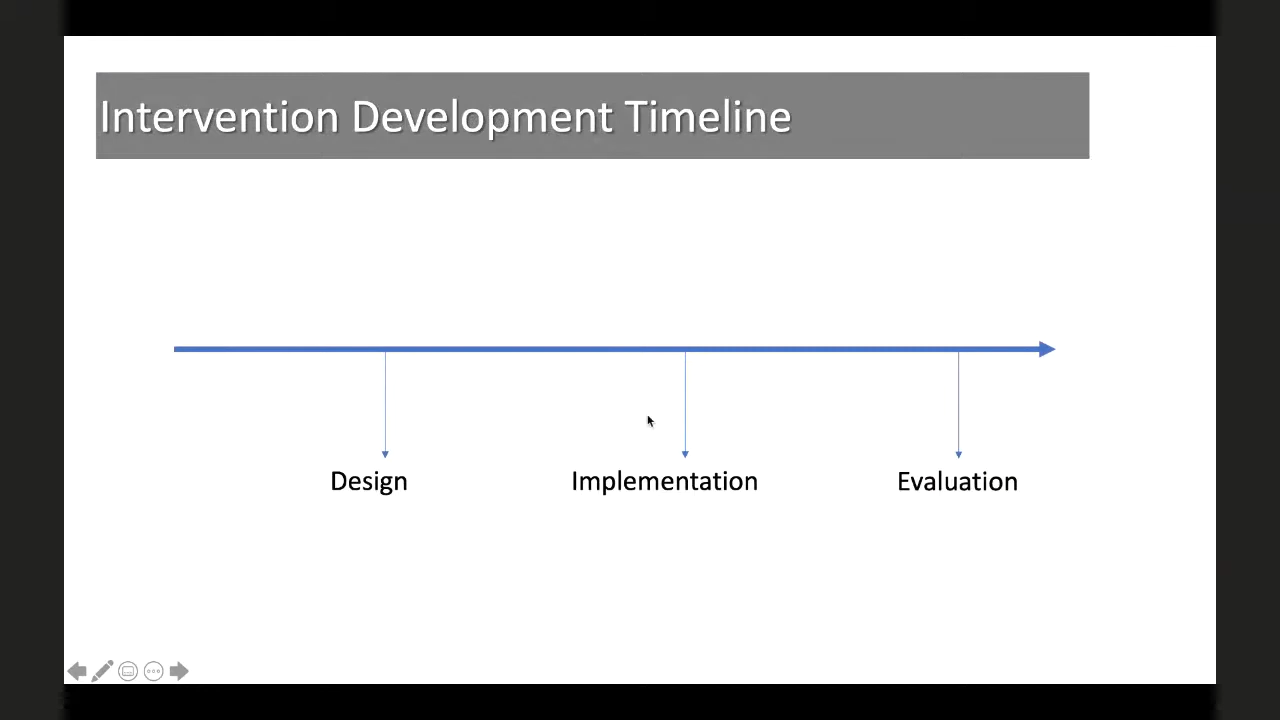 Intervention Development Timeline
Design
Implementation
Evaluation